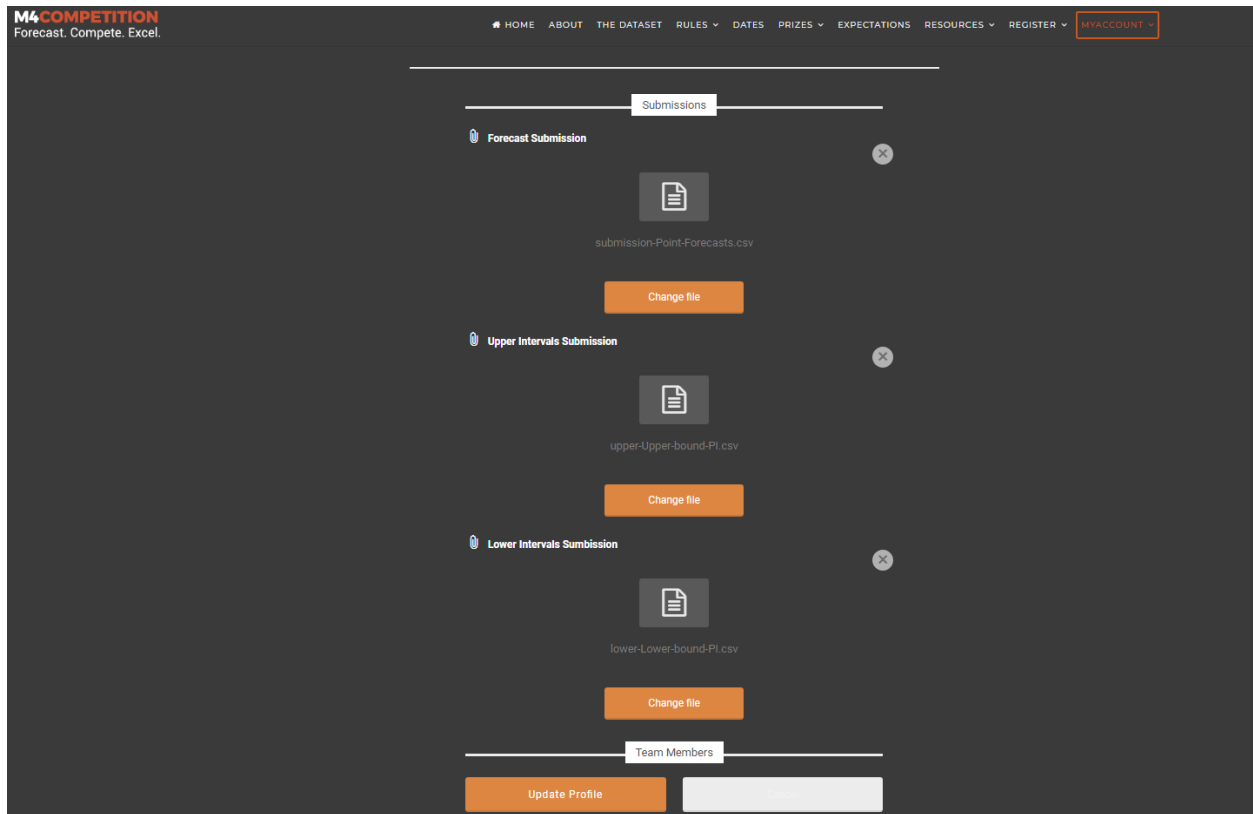 M4COMPETITION
Forecast. Compete. Excel.
HOME ABOUT THE DATASET RULES DATES PRIZES EXPECTATIONS RESOURCES REGISTER MYACCOUNT
Submissions
Forecast Submission
submission-Point-Forecasts.csv
Change file
Upper Intervals Submission
upper-Upper-bound-PI.csv
Change file
Lower Intervals Sumbission
lower-Lower-bound-PI.csv
Change file
Team Members
Update Profile